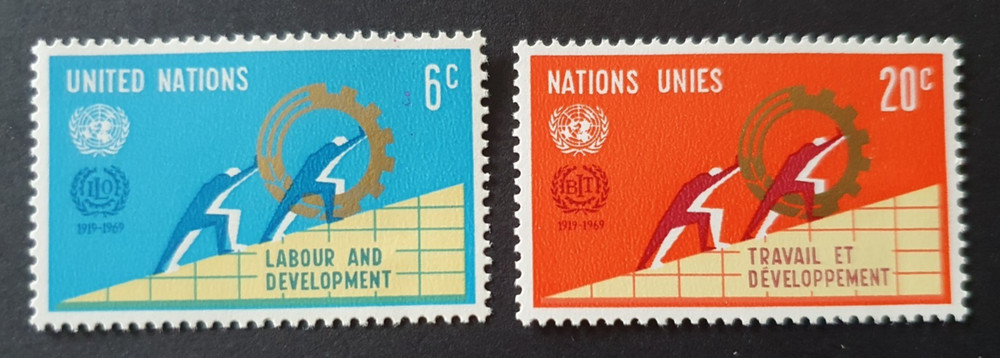 UNITED NATIONS
6c
ILO
1919-1969
LABOUR AND
DEVELOPMENT
NATIONS UNIES
20c
BIT
1919-1969
TRAVAIL ET
DÉVELOPPEMENT